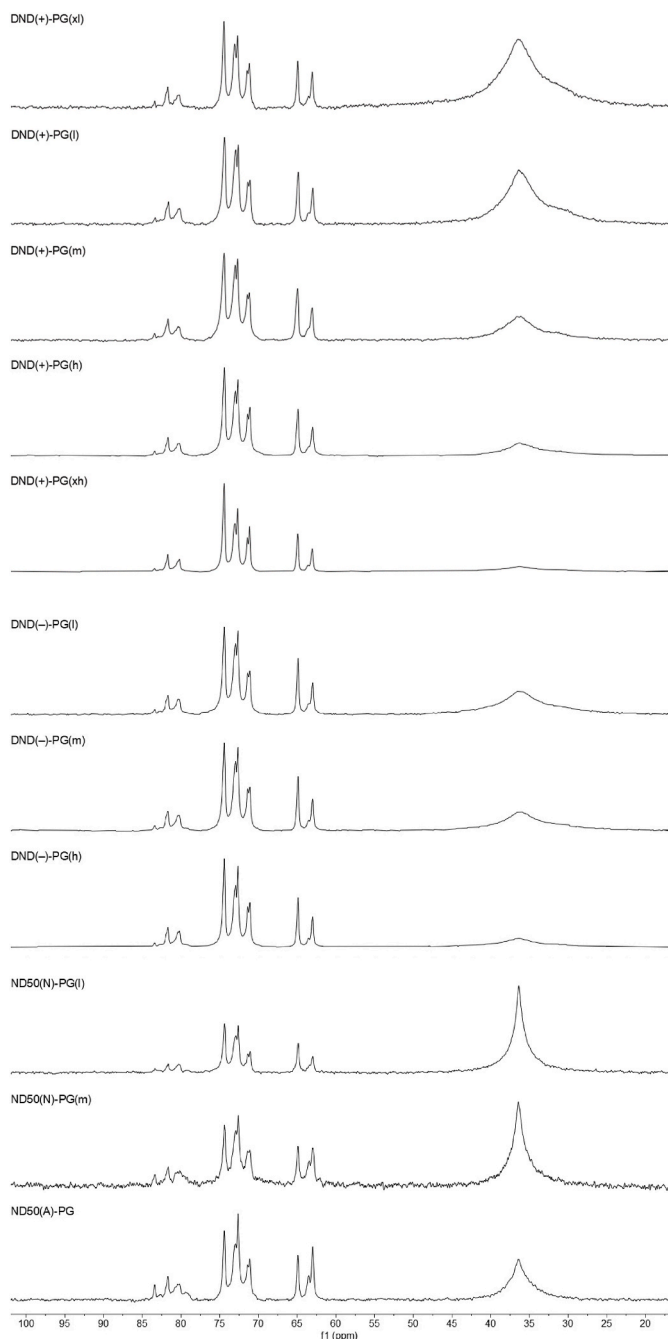 DND(+)-PG(xl)
DND(+)-PG(l)
DND(+)-PG(m)
DND(+)-PG(h)
DND(+)-PG(xh)
DND(–)-PG(l)
DND(–)-PG(m)
DND(–)-PG(h)
ND50(N)-PG(l)
ND50(N)-PG(m)
ND50(A)-PG
100 95 90 85 80 75 70 65 60 55 50 45 40 35 30 25 20
f1 (ppm)